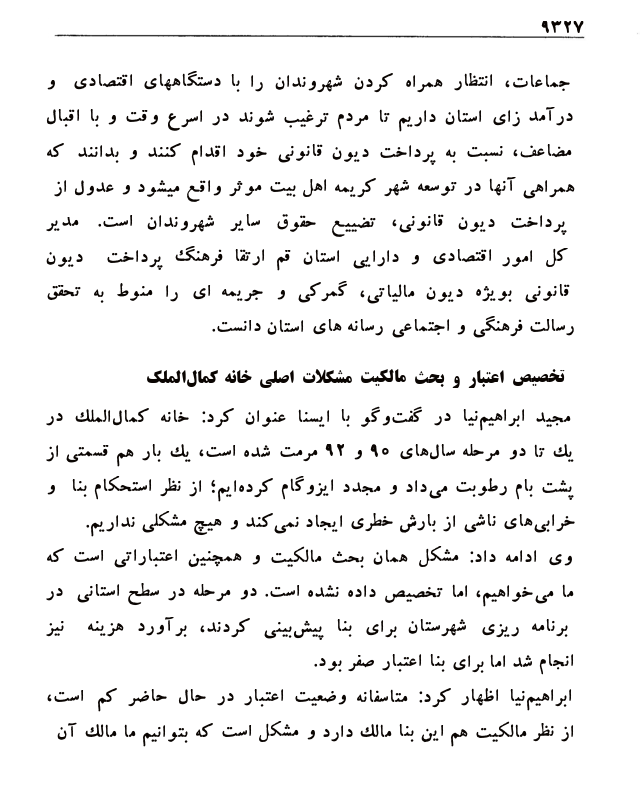 ۹۳۲۷
جماعات، انتظار همراه کردن شهروندان را با دستگاههای اقتصادی و
درآمد زای استان داریم تا مردم ترغیب شوند در اسرع وقت و با اقبال
مضاعف، نسبت به پرداخت دیون قانونی خود اقدام کنند و بدانند که
همراهی آنها در توسعه شهر کریمه اهل بیت موثر واقع میشود و عدول از
پرداخت دیون قانونی، تضییع حقوق سایر شهروندان است. مدیر
کل امور اقتصادی و دارایی استان قم ارتقا فرهنگ پرداخت دیون
قانونی بویژه دیون مالیاتی، گمرکی و جریمه ای را منوط به تحقق
رسالت فرهنگی و اجتماعی رسانه های استان دانست.
تخصیص اعتبار و بحث مالکیت مشکلات اصلی خانه کمال‌الملک
مجید ابراهیم‌نیا در گفت‌وگو با ایسنا عنوان کرد: خانه کمال‌الملک در
یک تا دو مرحله سال‌های ۹۰ و ۹۲ مرمت شده است، یک بار هم قسمتی از
پشت بام رطوبت می‌داد و مجدد ایزوگام کرده‌ایم؛ از نظر استحکام بنا و
خرابی‌های ناشی از بارش خطری ایجاد نمی‌کند و هیچ مشکلی نداریم.
وی ادامه داد: مشکل همان بحث مالکیت و همچنین اعتباراتی است که
ما می‌خواهیم، اما تخصیص داده نشده است. دو مرحله در سطح استانی در
برنامه ریزی شهرستان برای بنا پیش‌بینی کردند، برآورد هزینه نیز
انجام شد اما برای بنا اعتبار صفر بود.
ابراهیم‌نیا اظهار کرد: متاسفانه وضعیت اعتبار در حال حاضر کم است،
از نظر مالکیت هم این بنا مالک دارد و مشکل است که بتوانیم ما مالک آن